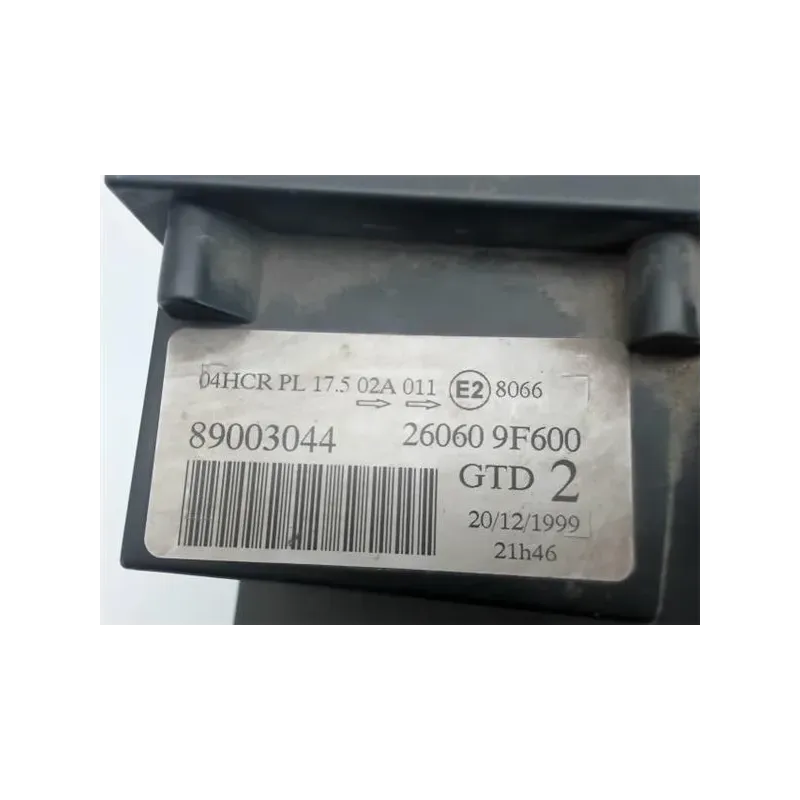 04HCR PL 17.5 02A 011 E2 8066
89003044 26060 9F600
GTD 2
20/12/1999
21h46